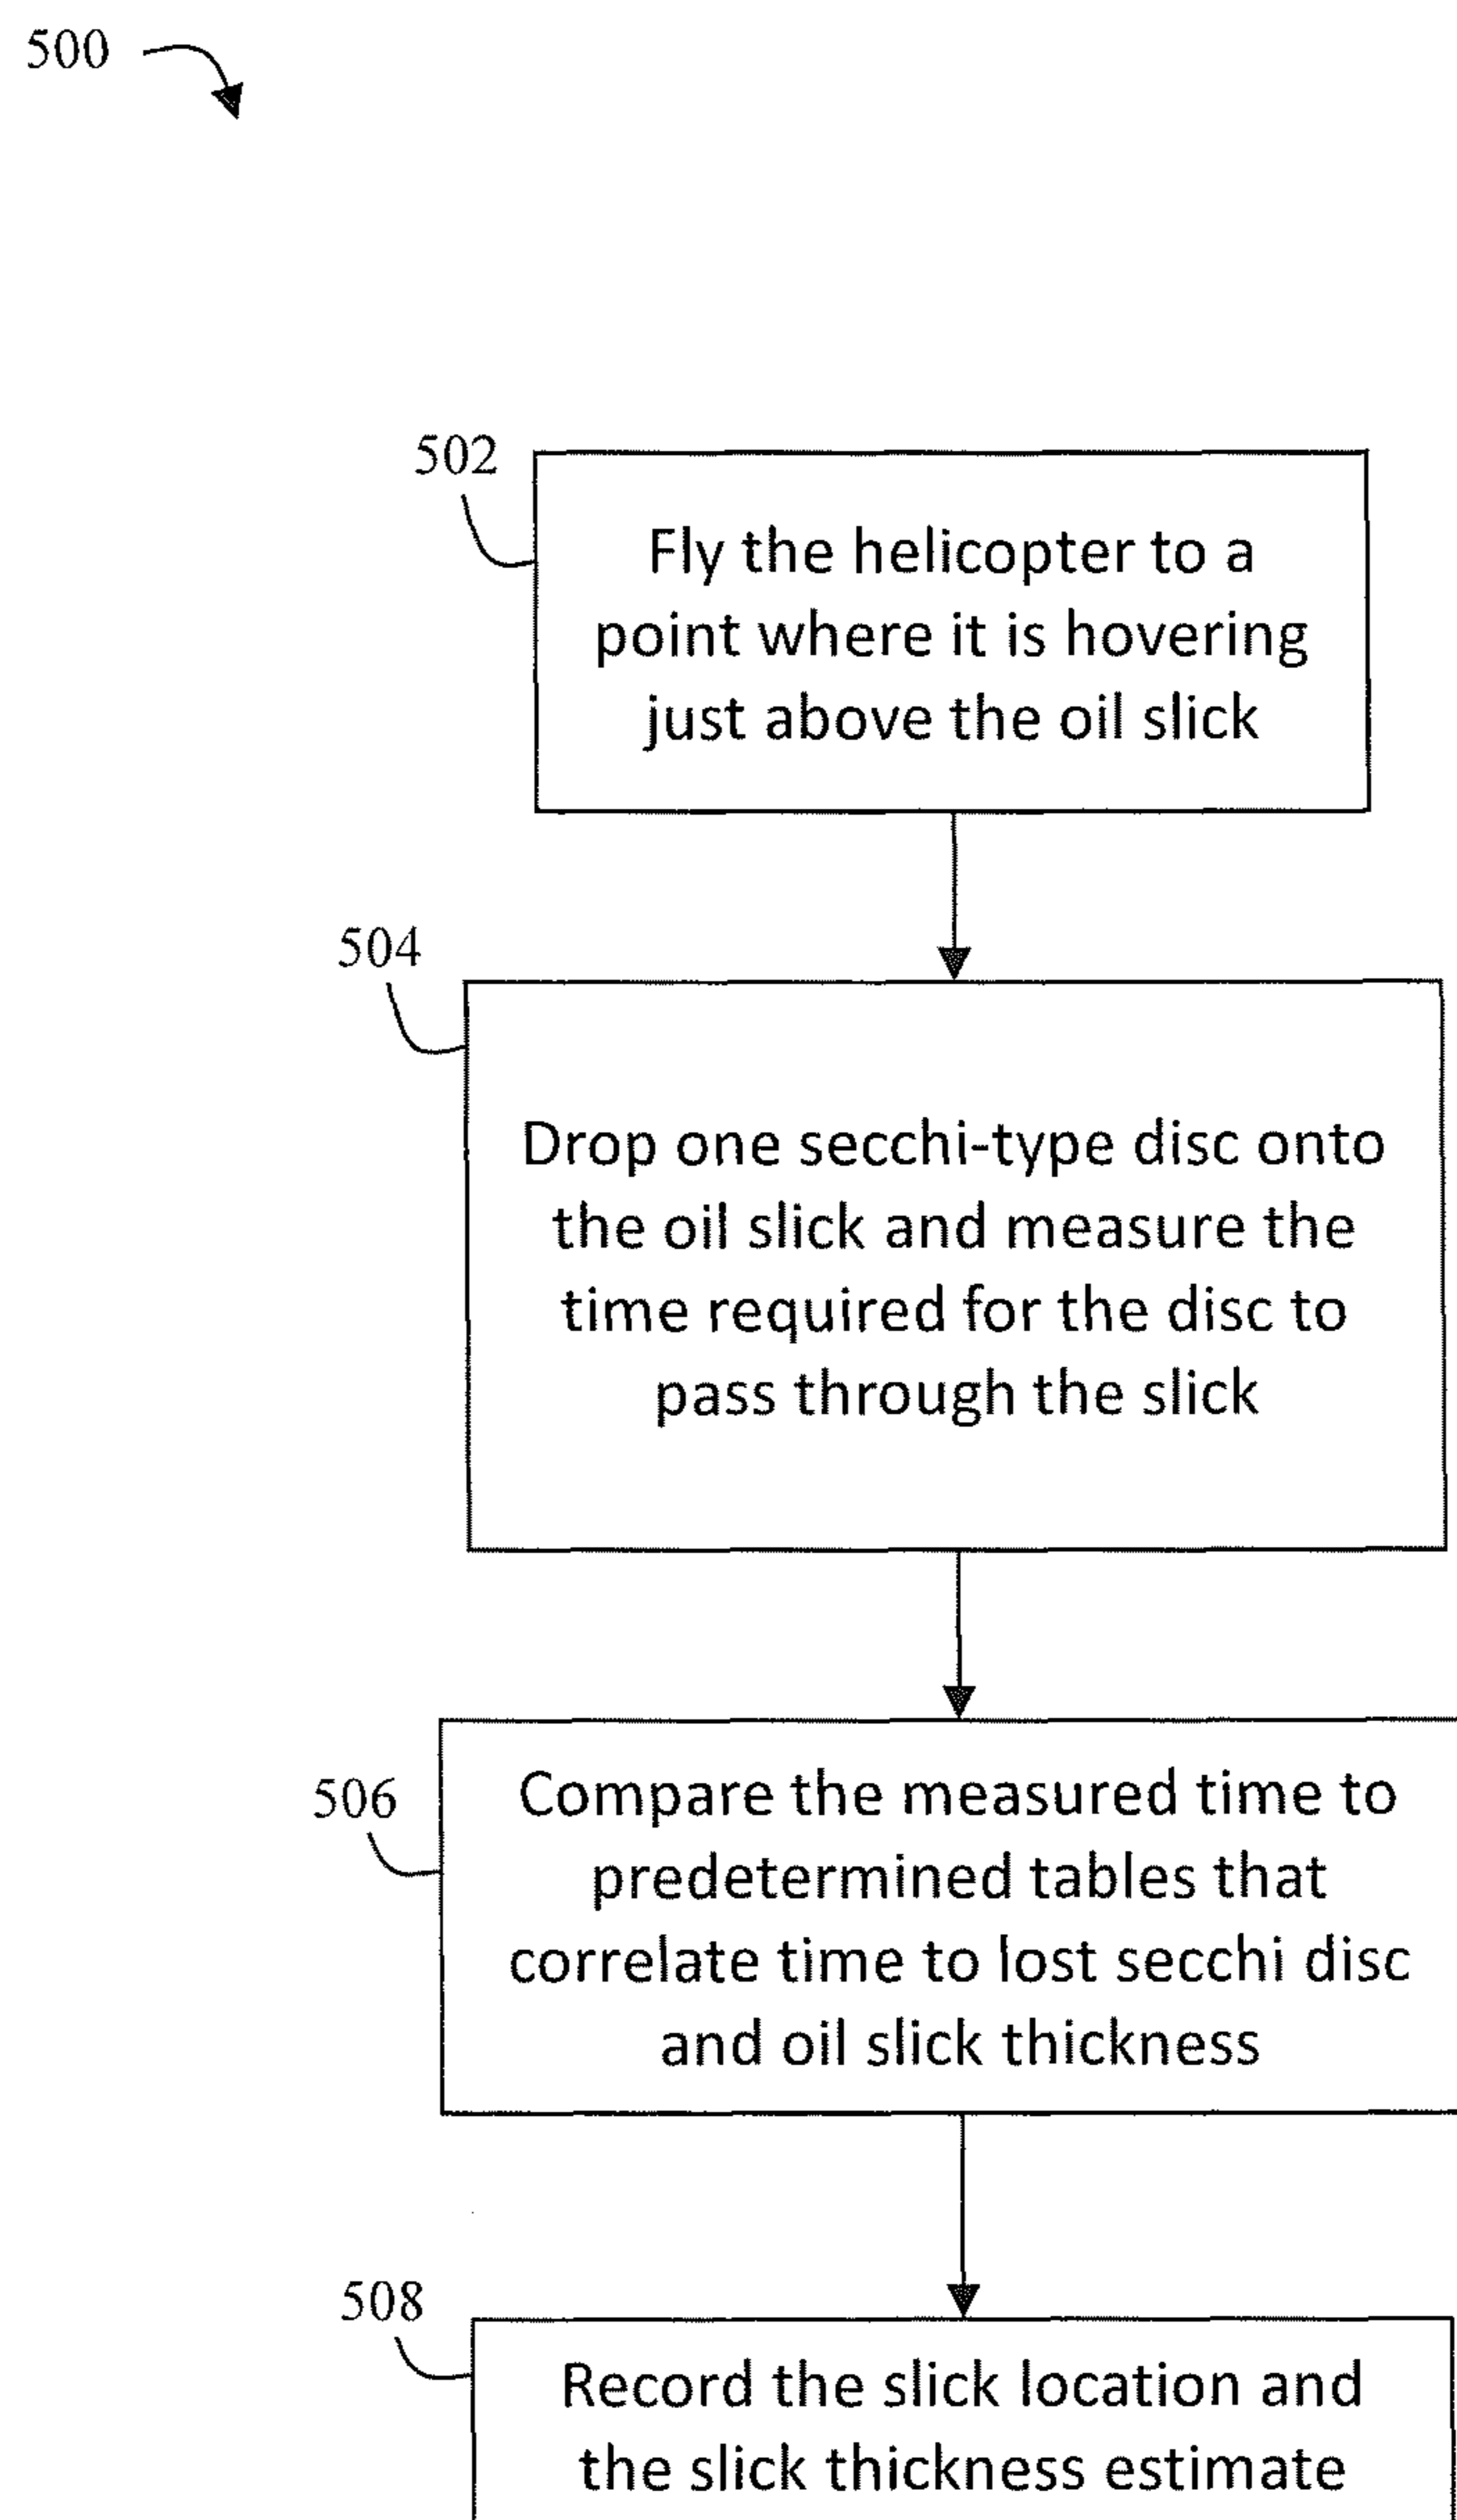 500
502
Fly the helicopter to a
point where it is hovering
just above the oil slick
504
Drop one secchi-type disc onto
the oil slick and measure the
time required for the disc to
pass through the slick
506
Compare the measured time to
predetermined tables that
correlate time to lost secchi disc
and oil slick thickness
508
Record the slick location and
the slick thickness estimate